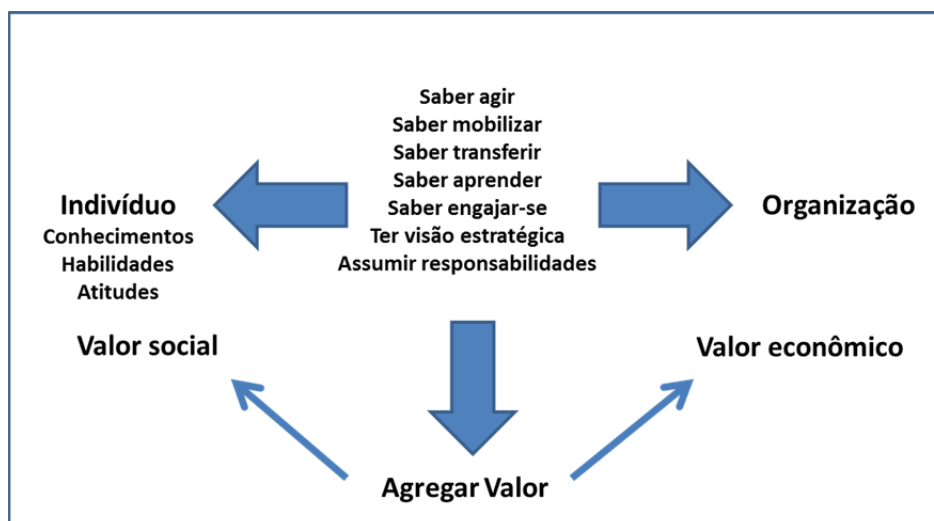 Saber agir
Saber mobilizar
Saber transferir
Saber aprender
Saber engajar-se
Ter visão estratégica
Assumir responsabilidades
Indivíduo
Conhecimentos
Habilidades
Atitudes
Organização
Valor social
Valor econômico
Agregar Valor